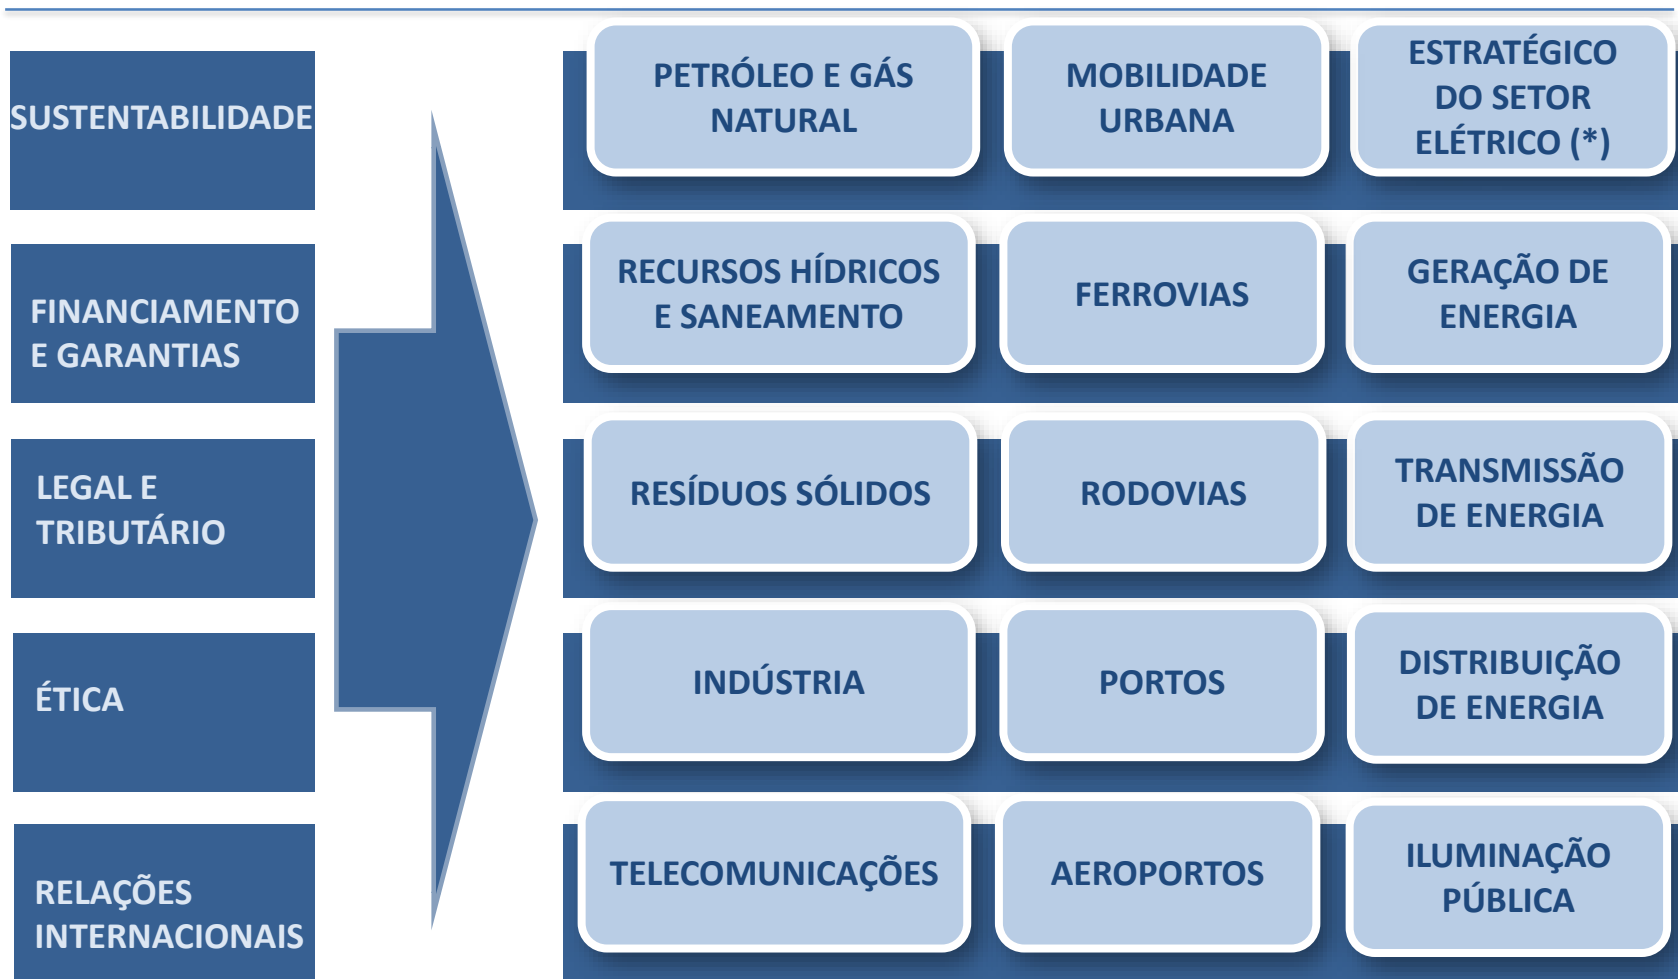 SUSTENTABILIDADE
PETRÓLEO E GÁS
NATURAL
MOBILIDADE
URBANA
ESTRATÉGICO
DO SETOR
ELÉTRICO (*)
FINANCIAMENTO
E GARANTIAS
RECURSOS HÍDRICOS
E SANEAMENTO
FERROVIAS
GERAÇÃO DE
ENERGIA
LEGAL E
TRIBUTÁRIO
RESÍDUOS SÓLIDOS
RODOVIAS
TRANSMISSÃO
DE ENERGIA
ÉTICA
INDÚSTRIA
PORTOS
DISTRIBUIÇÃO
DE ENERGIA
RELAÇÕES
INTERNACIONAIS
TELECOMUNICAÇÕES
AEROPORTOS
ILUMINAÇÃO
PÚBLICA